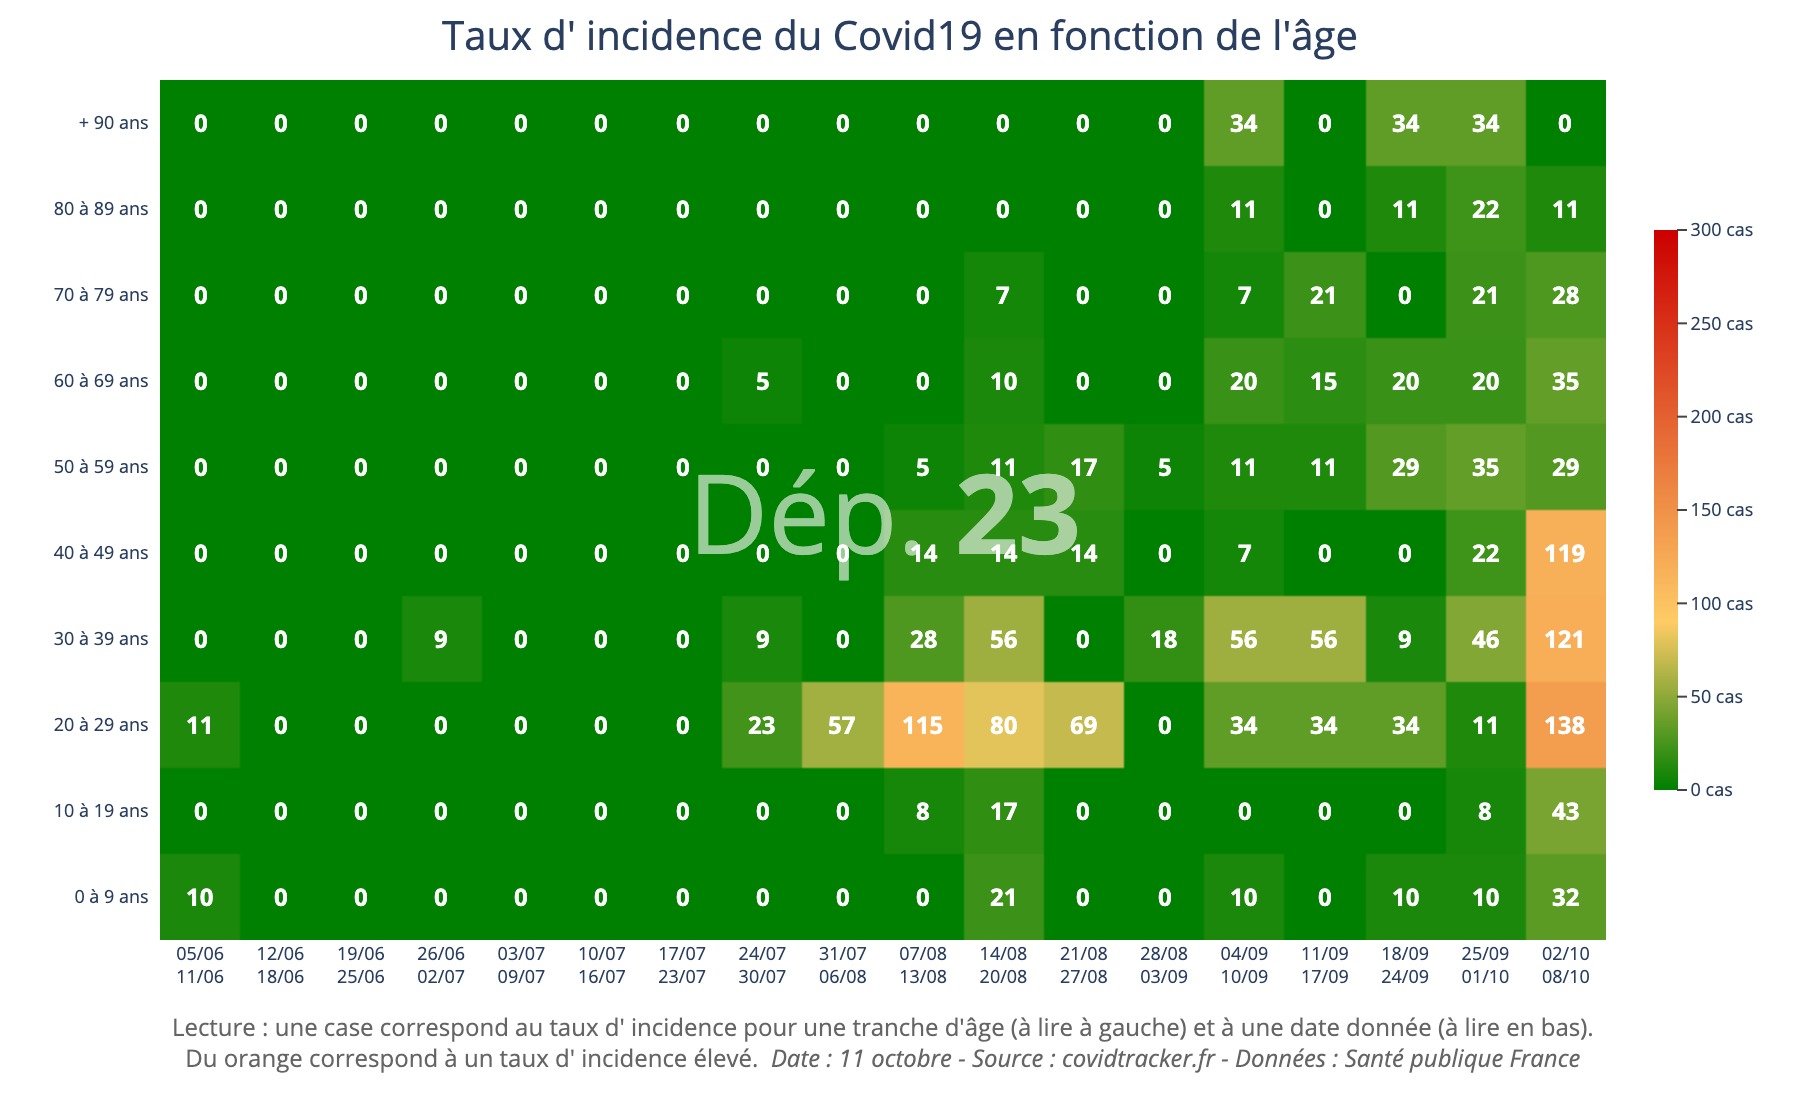 Taux d' incidence du Covid19 en fonction de l'âge
+ 90 ans 0 0 0 0 0 0 0 0 0 0 0 0 0 34 0 34 34 0
80 à 89 ans 0 0 0 0 0 0 0 0 0 0 0 0 0 11 0 11 22 11
70 à 79 ans 0 0 0 0 0 0 0 0 0 0 7 0 0 7 21 0 21 28
60 à 69 ans 0 0 0 0 0 0 0 5 0 0 10 0 0 20 15 20 20 35
50 à 59 ans 0 0 0 0 0 0 0 0 0 5 11 17 5 11 11 29 35 29
Dép. 23
40 à 49 ans 0 0 0 0 0 0 0 0 0 14 14 14 0 7 0 0 22 119
30 à 39 ans 0 0 0 9 0 0 0 9 0 28 56 0 18 56 56 9 46 121
20 à 29 ans 11 0 0 0 0 0 0 23 57 115 80 69 0 34 34 34 11 138
10 à 19 ans 0 0 0 0 0 0 0 0 0 8 17 0 0 0 0 0 8 43
0 à 9 ans 10 0 0 0 0 0 0 0 0 0 21 0 0 10 0 10 10 32
05/06 12/06 19/06 26/06 03/07 10/07 17/07 24/07 31/07 07/08 14/08 21/08 28/08 04/09 11/09 18/09 25/09 02/10
11/06 18/06 25/06 02/07 09/07 16/07 23/07 30/07 06/08 13/08 20/08 27/08 03/09 10/09 17/09 24/09 01/10 08/10
300 cas
250 cas
200 cas
150 cas
100 cas
50 cas
0 cas
Lecture : une case correspond au taux d' incidence pour une tranche d'âge (à lire à gauche) et à une date donnée (à lire en bas).
Du orange correspond à un taux d' incidence élevé. Date : 11 octobre - Source : covidtracker.fr - Données : Santé publique France